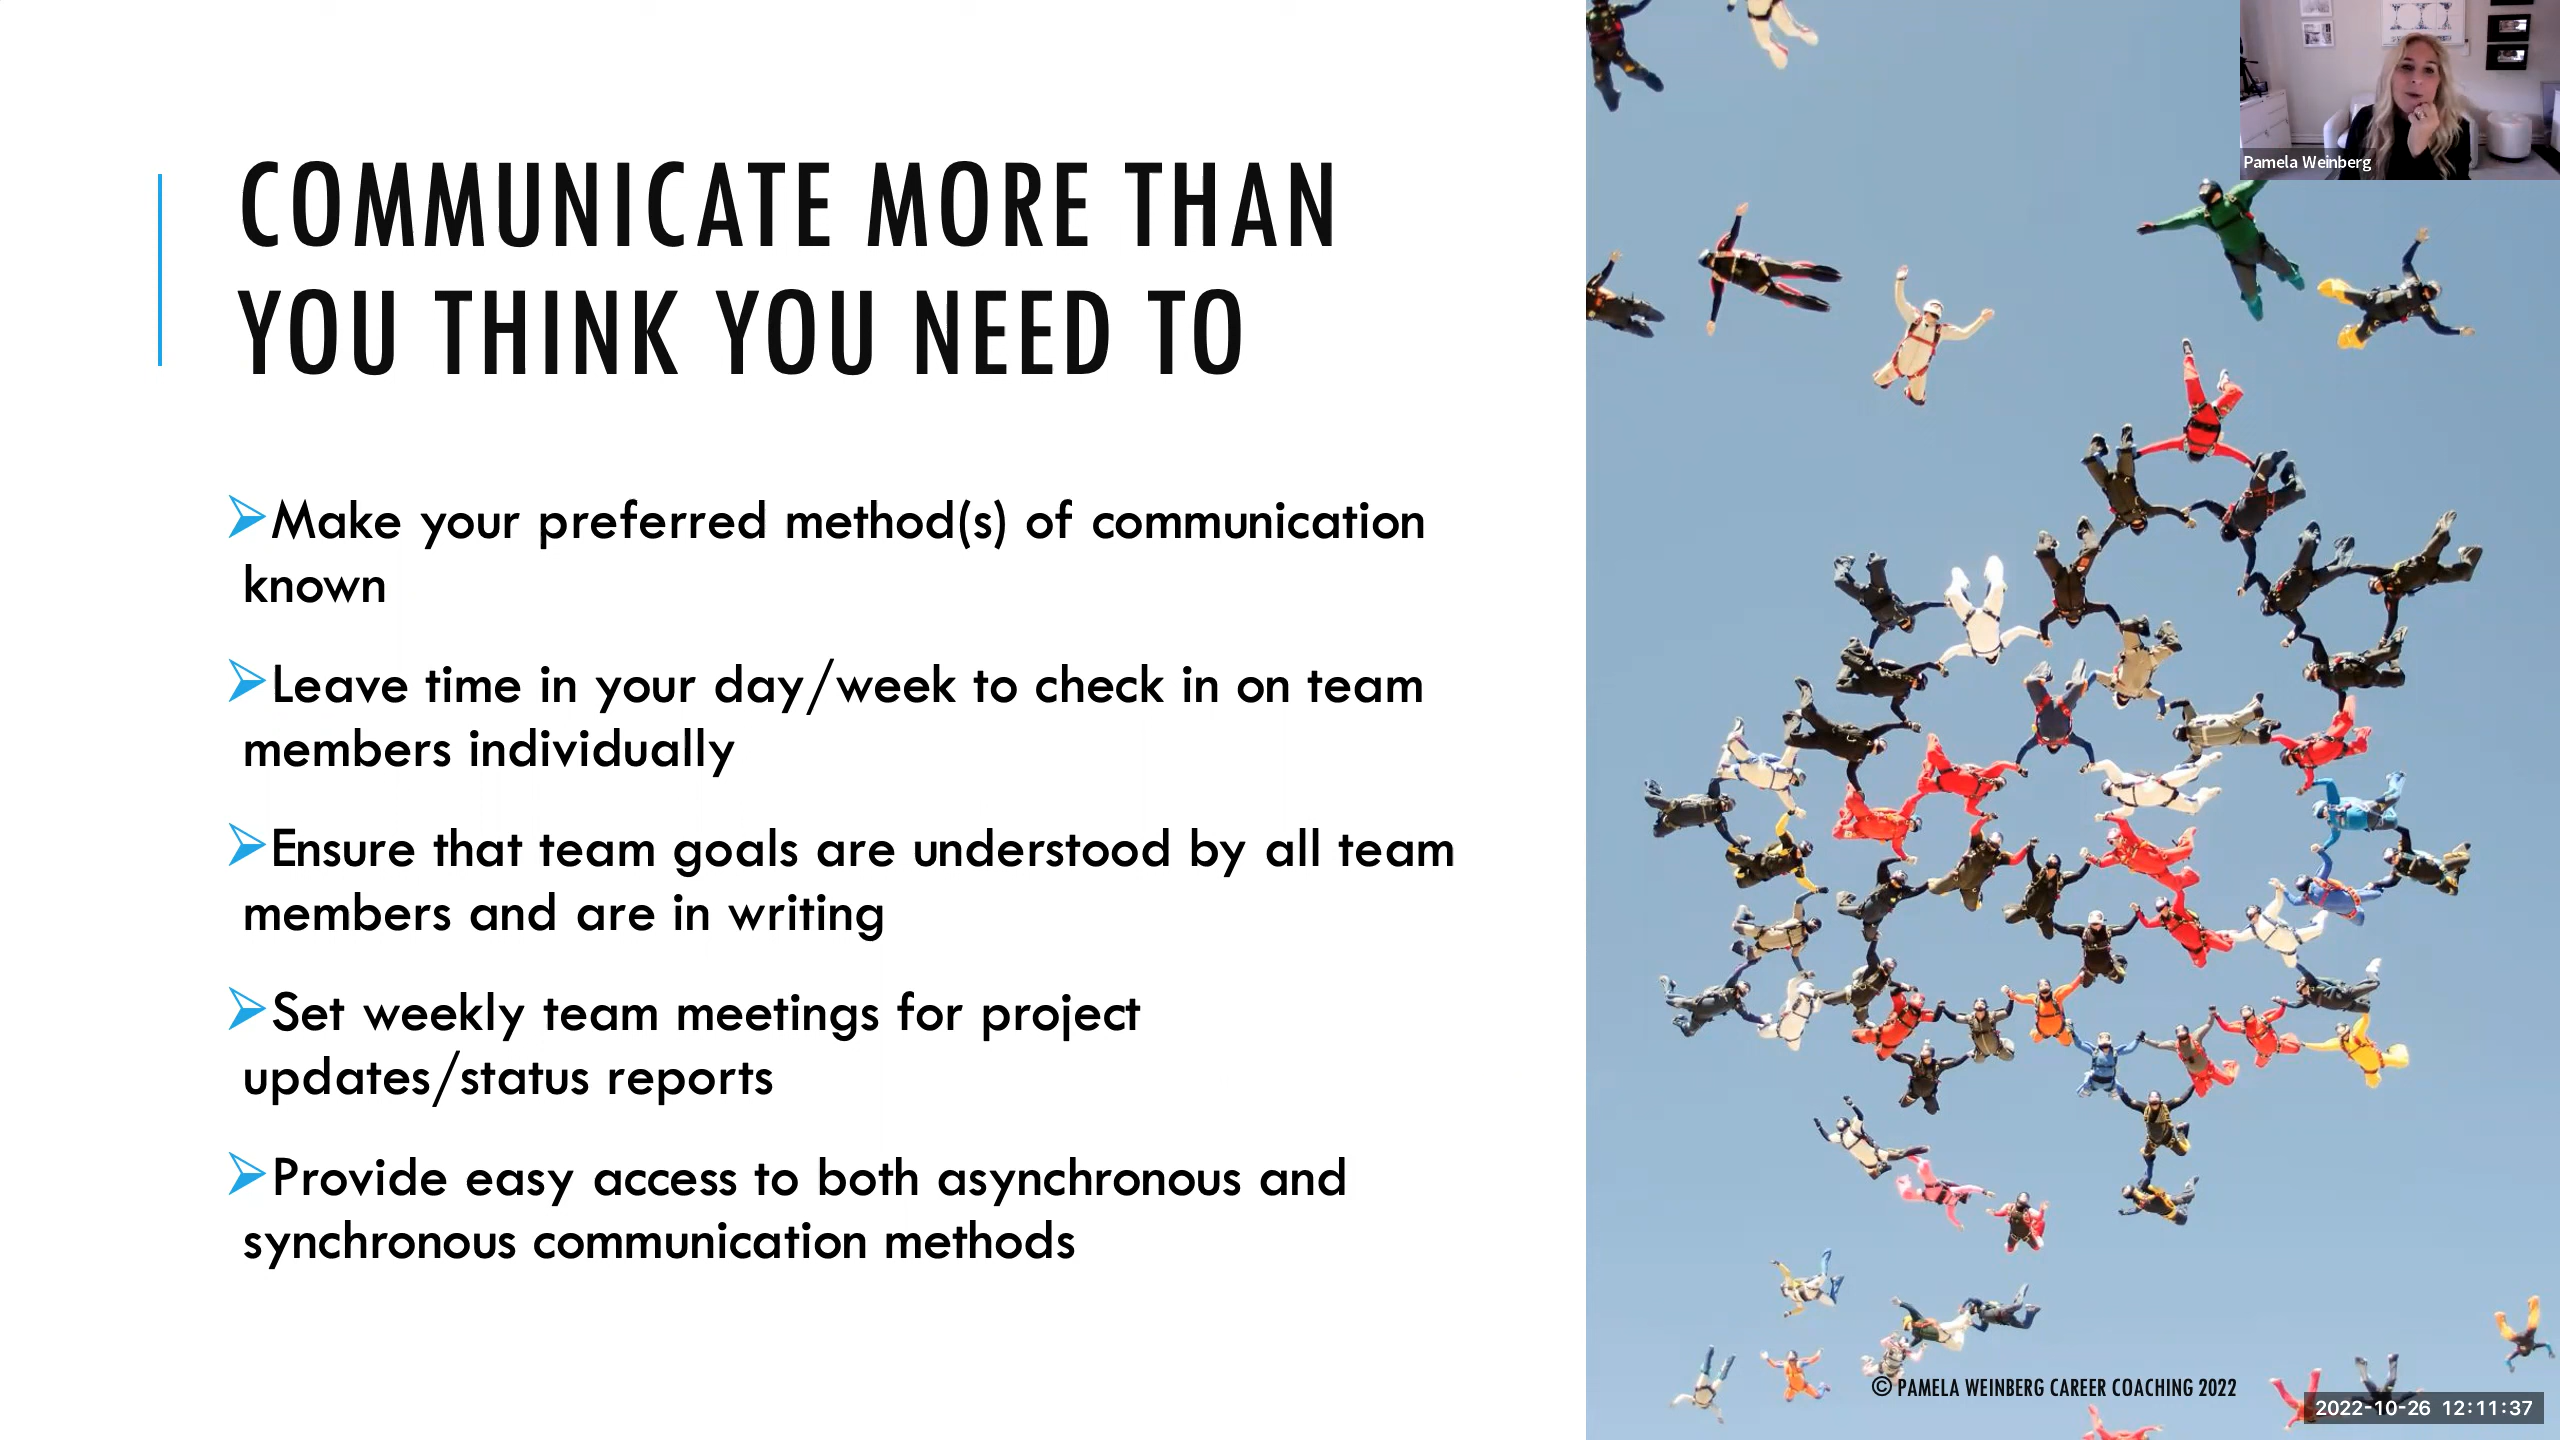 COMMUNICATE MORE THAN
YOU THINK YOU NEED TO
Make your preferred method(s) of communication
known
Leave time in your day/week to check in on team
members individually
Ensure that team goals are understood by all team
members and are in writing
Set weekly team meetings for project
updates/status reports
Provide easy access to both asynchronous and
synchronous communication methods
Pamela Weinberg
© PAMELA WEINBERG CAREER COACHING 2022
2022-10-26 12:11:37